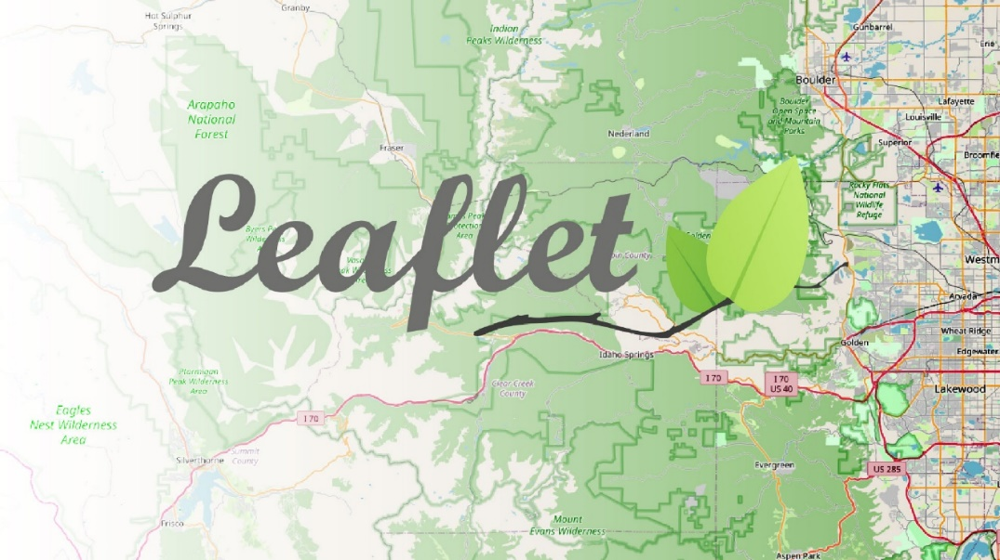 Hot Sulphur
Springs
Granby
Indian
Peaks Wilderness
Gunbarrel
Erie
Boulder
Arapaho
National
Forest
Boulder
Open Space
and Mountain
Parks
Lafayette
Louisville
Fraser
Nederland
Superior
Broomfie
Rocky Flats
National
Wildlife
Refuge
Leaflet
Golden
County
Westm
Arvada
Wheat Ridge
Golden
Edgewater
Idaho Springs
I 70
I 70
US 40
Lakewood
Ptarmigan
Peak Wilderness
Area
Clear Creek
County
Eagles
Nest Wilderness
Area
I 70
Silverthorne
Summit
County
Evergreen
US 285
Frisco
Mount
Evans Wilderness
Aspen Park